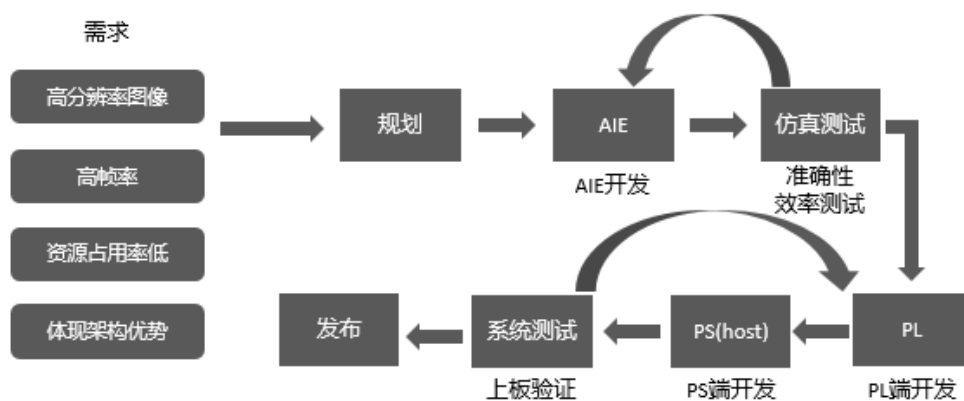 需求
高分辨率图像
高帧率
资源占用率低
体现架构优势
规划
AIE
AIE开发
仿真测试
准确性
效率测试
PL
PL端开发
PS(host)
PS端开发
系统测试
上板验证
发布